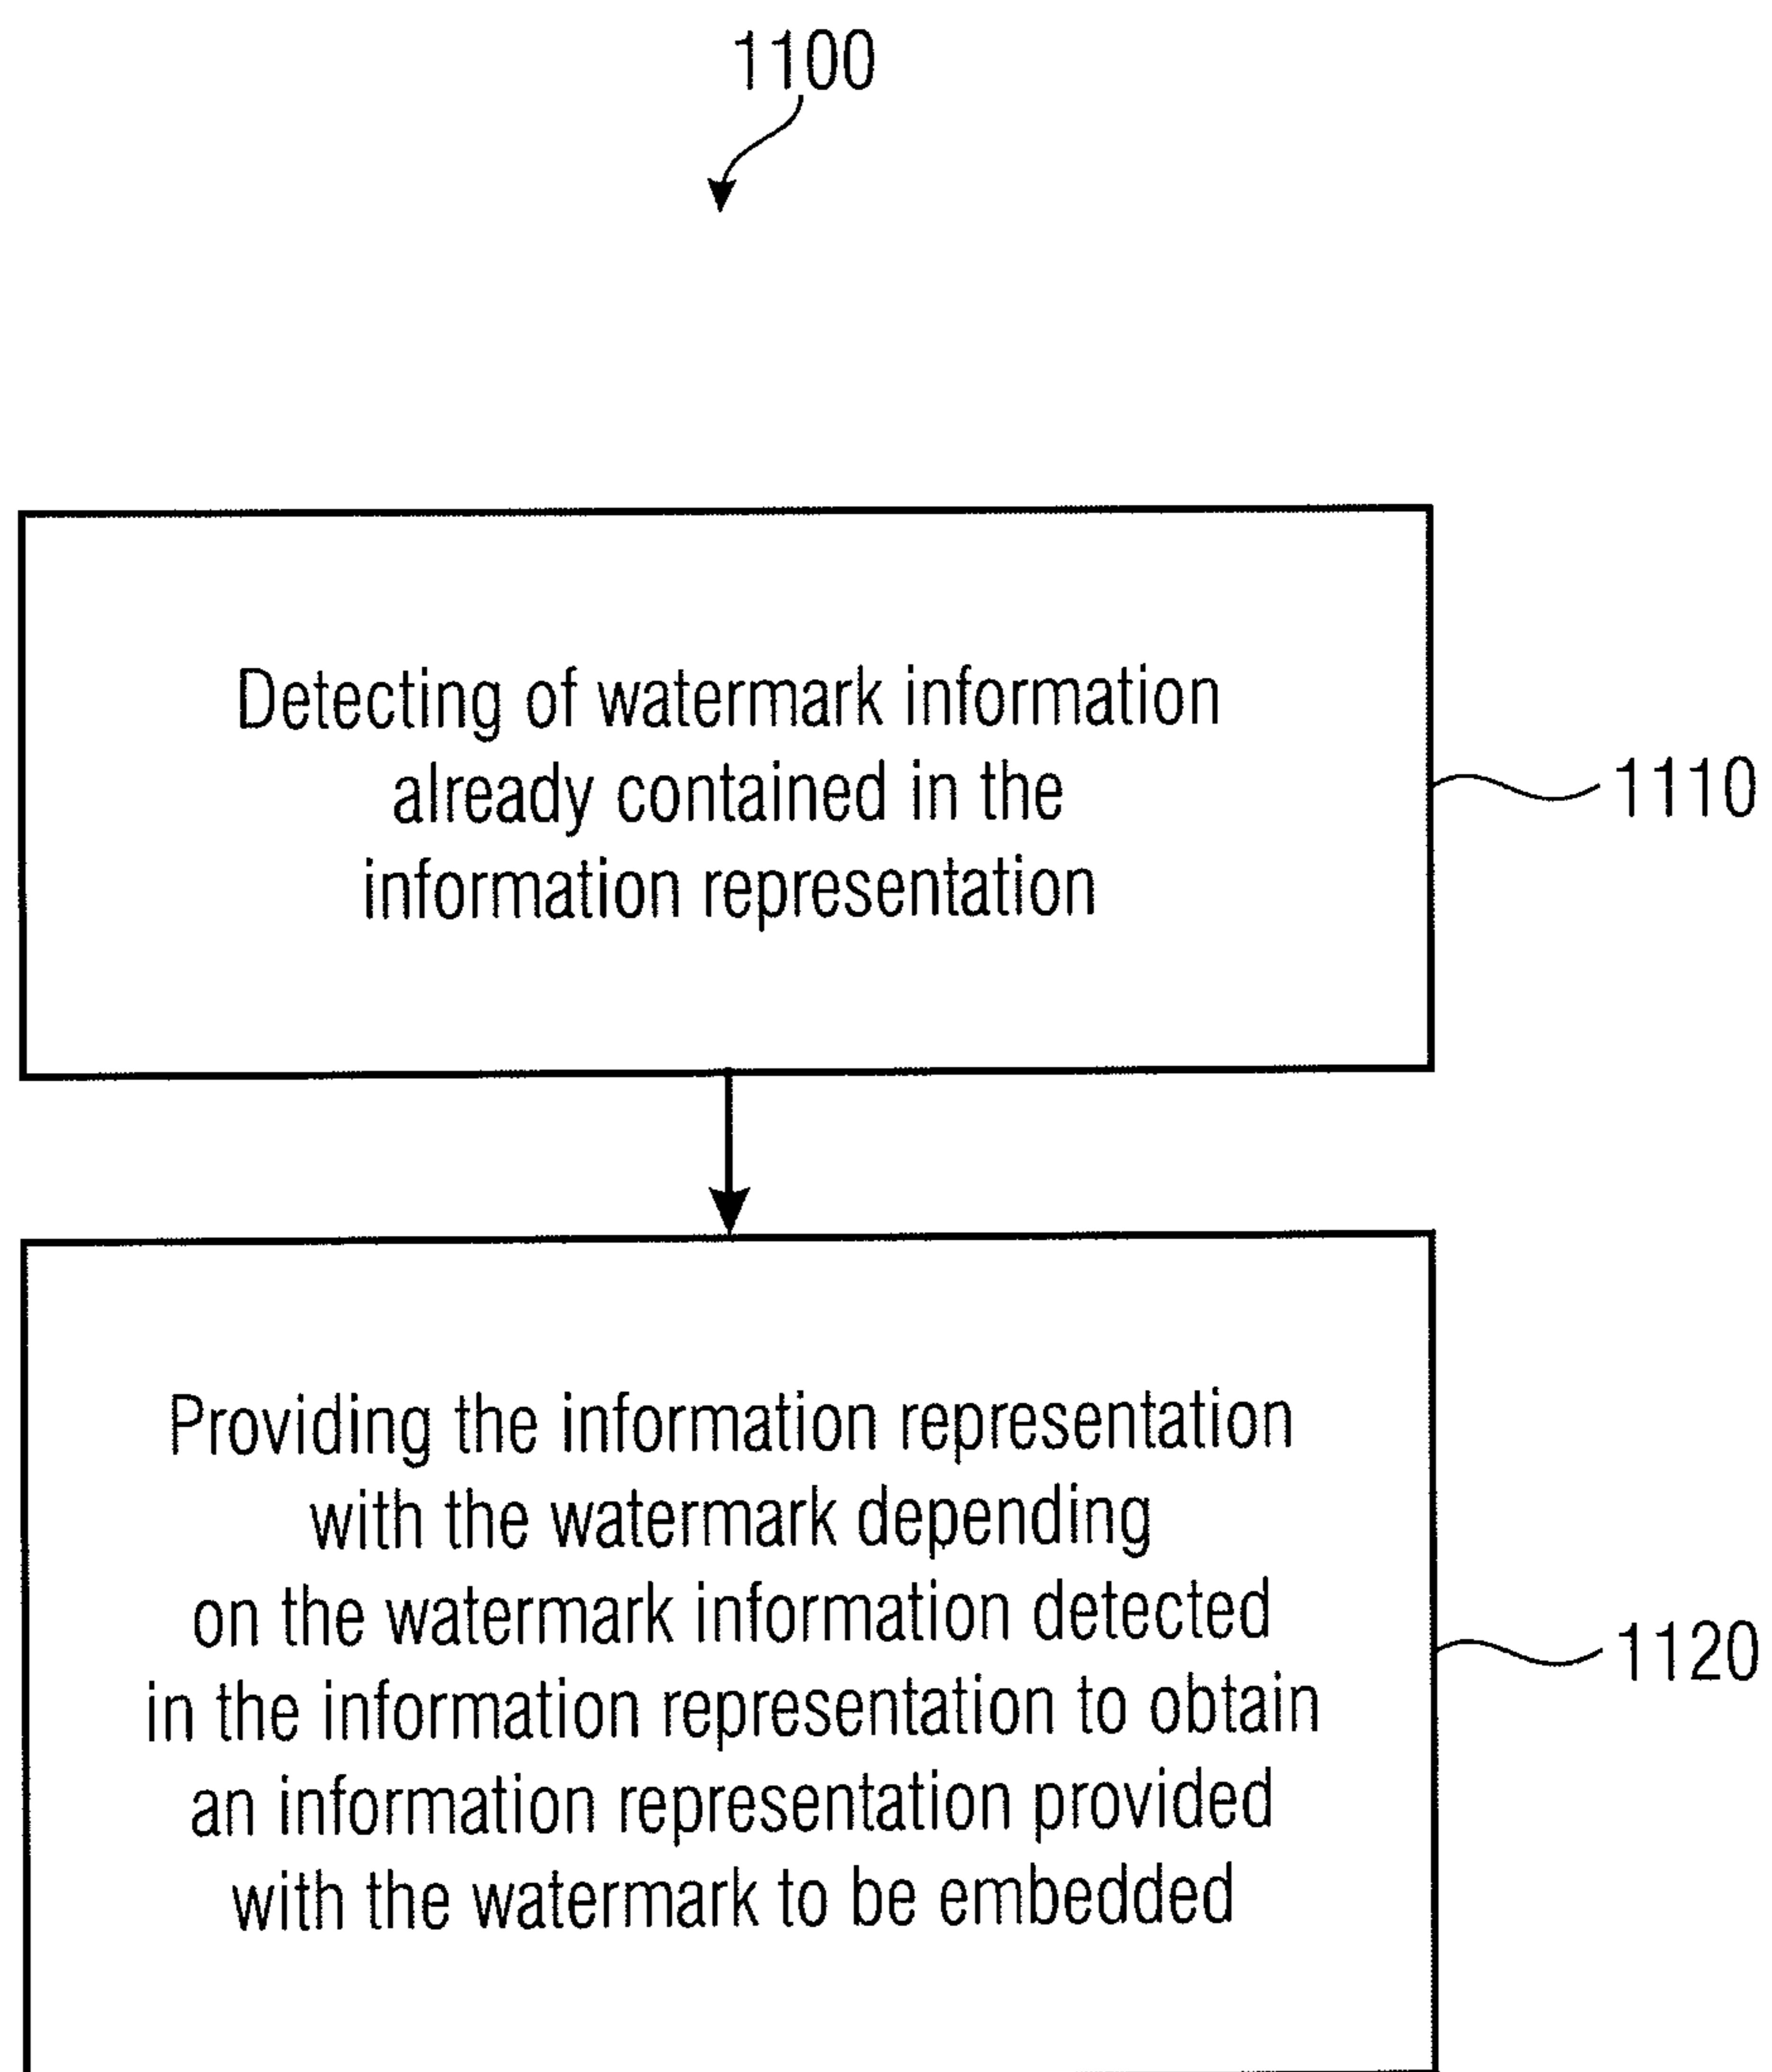 1100
Detecting of watermark information
already contained in the
information representation
1110
Providing the information representation
with the watermark depending
on the watermark information detected
in the information representation to obtain
an information representation provided
with the watermark to be embedded
1120